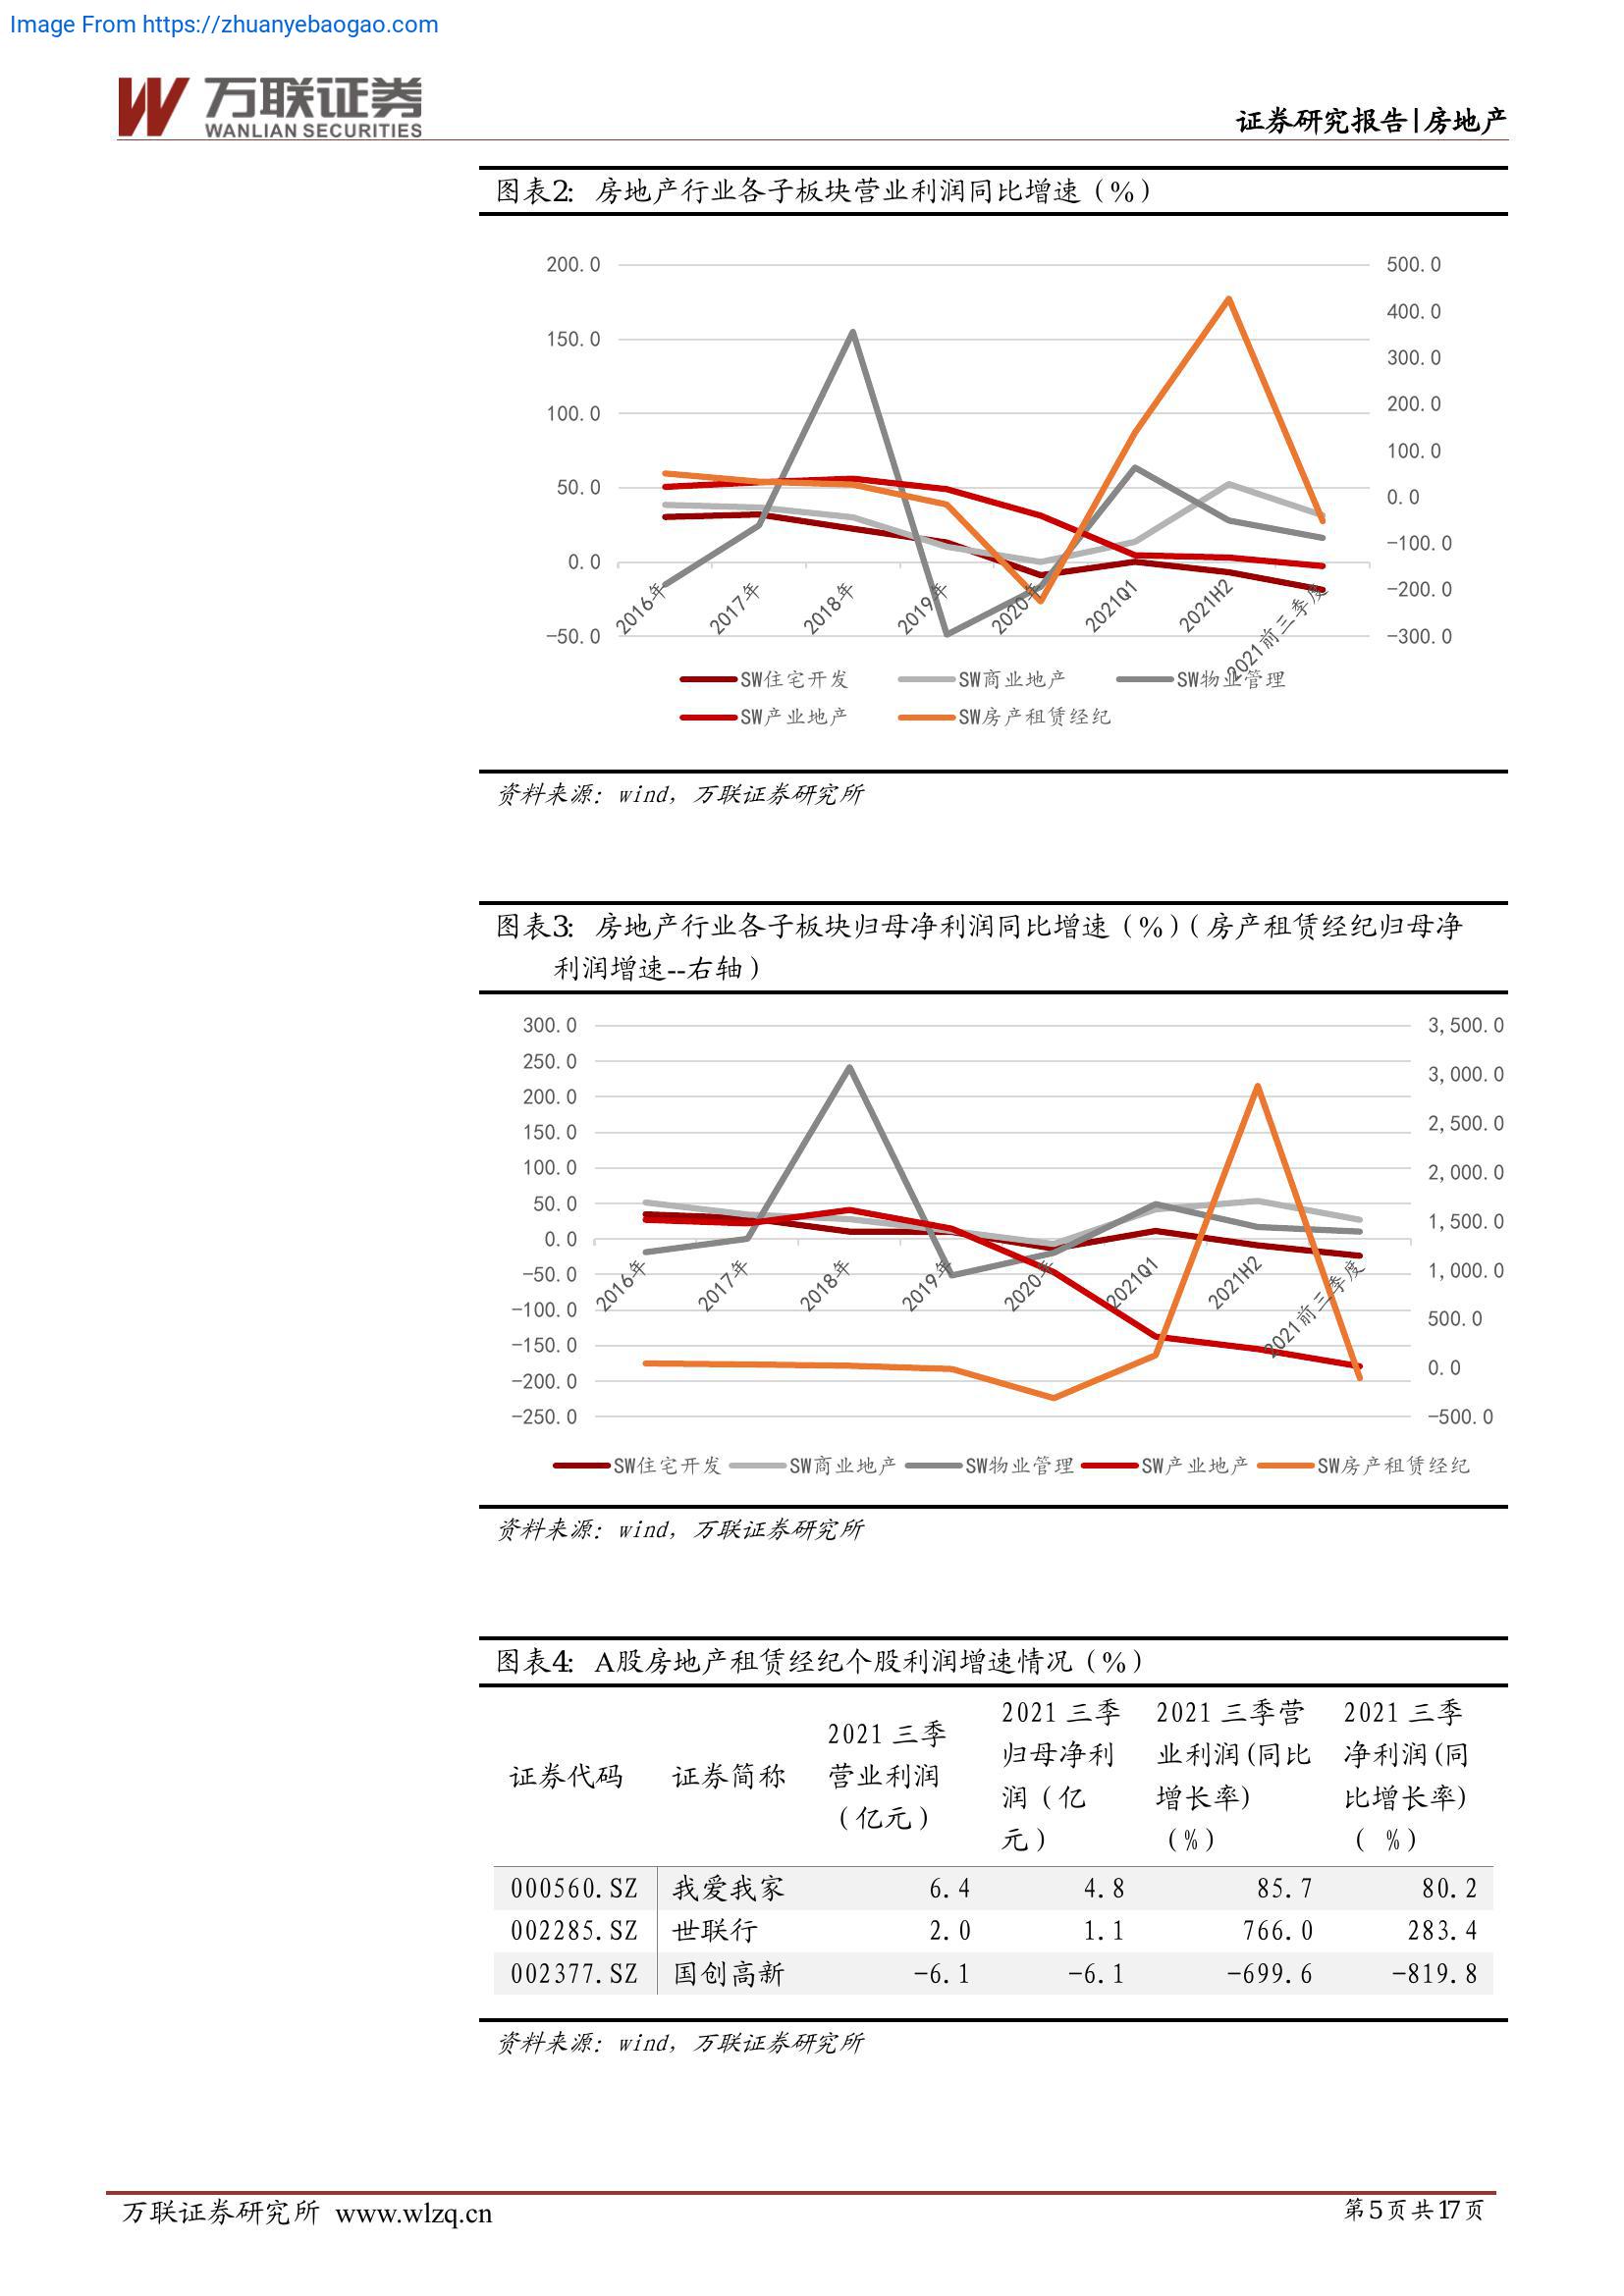 Image From https://zhuanyebaogao.com
万联证券
WANLIAN SECURITIES
证券研究报告|房地产
图表2: 房地产行业各子板块营业利润同比增速（%）
200.0
150.0
100.0
50.0
0.0
-50.0
500.0
400.0
300.0
200.0
100.0
0.0
-100.0
-200.0
-300.0
2016年 2017年 2018年 2019年 2020年 2021Q1 2021H2 2021前三季度
SW住宅开发 SW商业地产 SW物业管理
SW产业地产 SW房产租赁经纪
资料来源：wind，万联证券研究所
图表3: 房地产行业各子板块归母净利润同比增速（%）（房产租赁经纪归母净
利润增速--右轴）
300.0
250.0
200.0
150.0
100.0
50.0
0.0
-50.0
-100.0
-150.0
-200.0
-250.0
3,500.0
3,000.0
2,500.0
2,000.0
1,500.0
1,000.0
500.0
0.0
-500.0
2016年 2017年 2018年 2019年 2020年 2021Q1 2021H2 2021前三季度
SW住宅开发 SW商业地产 SW物业管理 SW产业地产 SW房产租赁经纪
资料来源：wind，万联证券研究所
图表4: A股房地产租赁经纪个股利润增速情况（%）
证券代码
证券简称
2021 三季
营业利润
（亿元）
2021 三季
归母净利
润（亿
元）
2021 三季营
业利润(同比
增长率)
（%）
2021 三季
净利润(同
比增长率)
（ %）
000560.SZ 我爱我家 6.4 4.8 85.7 80.2
002285.SZ 世联行 2.0 1.1 766.0 283.4
002377.SZ 国创高新 -6.1 -6.1 -699.6 -819.8
资料来源：wind，万联证券研究所
万联证券研究所 www.wlzq.cn
第5页共17页